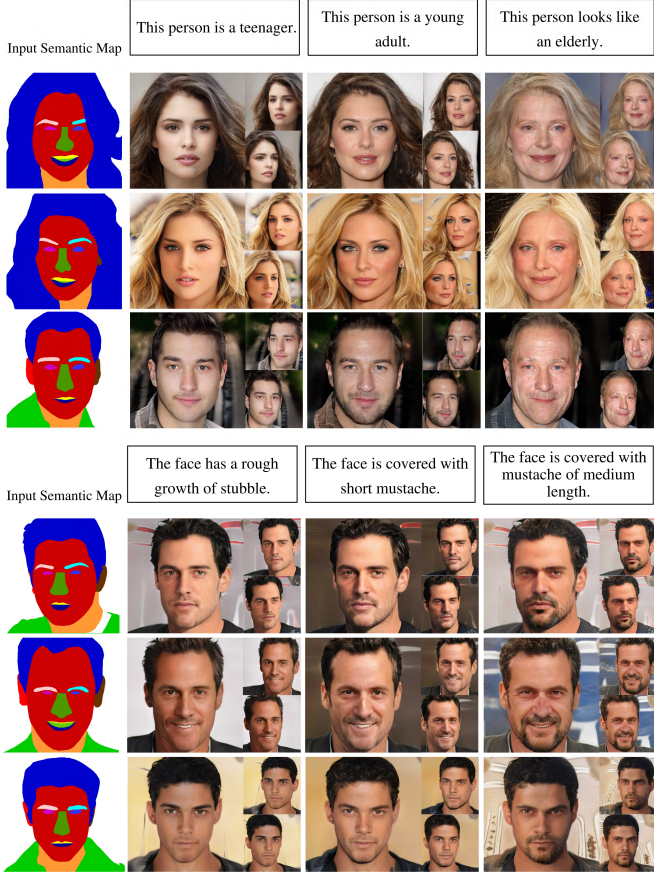 Input Semantic Map
This person is a teenager.
This person is a young
adult.
This person looks like
an elderly.
Input Semantic Map
The face has a rough
growth of stubble.
The face is covered with
short mustache.
The face is covered with
mustache of medium
length.